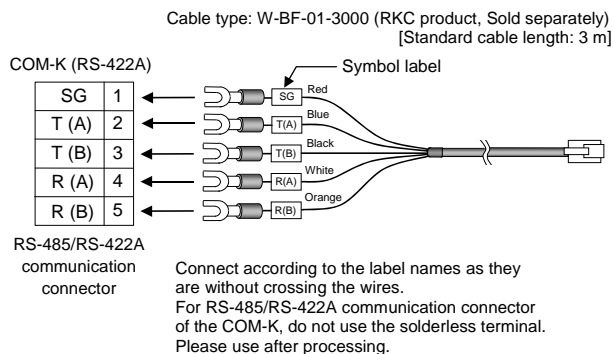 Cable type: W-BF-01-3000 (RKC product, Sold separately)
[Standard cable length: 3 m]
COM-K (RS-422A)
Symbol label
SG 1 SG Red
T (A) 2 T(A) Blue
T (B) 3 T(B) Black
R (A) 4 R(A) White
R (B) 5 R(B) Orange
RS-485/RS-422A
communication
connector
Connect according to the label names as they
are without crossing the wires.
For RS-485/RS-422A communication connector
of the COM-K, do not use the solderless terminal.
Please use after processing.